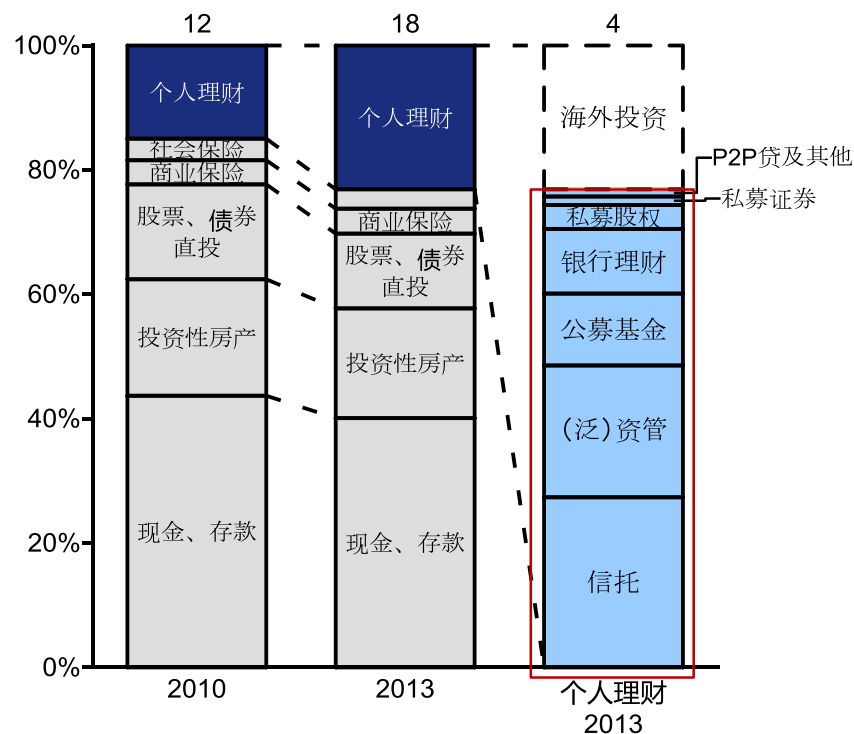 12
18
4
100%
80%
60%
40%
20%
0%
个人理财
社会保险
商业保险
股票、债券
直投
投资性房产
现金、存款
2010
个人理财
商业保险
股票、债券
直投
投资性房产
现金、存款
2013
海外投资
P2P贷及其他
私募证券
私募股权
银行理财
公募基金
（泛）资管
信托
个人理财
2013